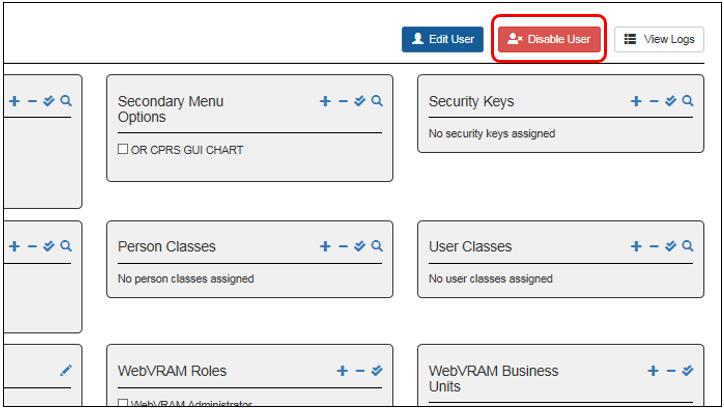 Edit User
Disable User
View Logs
Secondary Menu
Options
OR CPRS GUI CHART
Security Keys
No security keys assigned
Person Classes
No person classes assigned
User Classes
No user classes assigned
WebVRAM Roles
WebVRAM Administrator
WebVRAM Business
Units